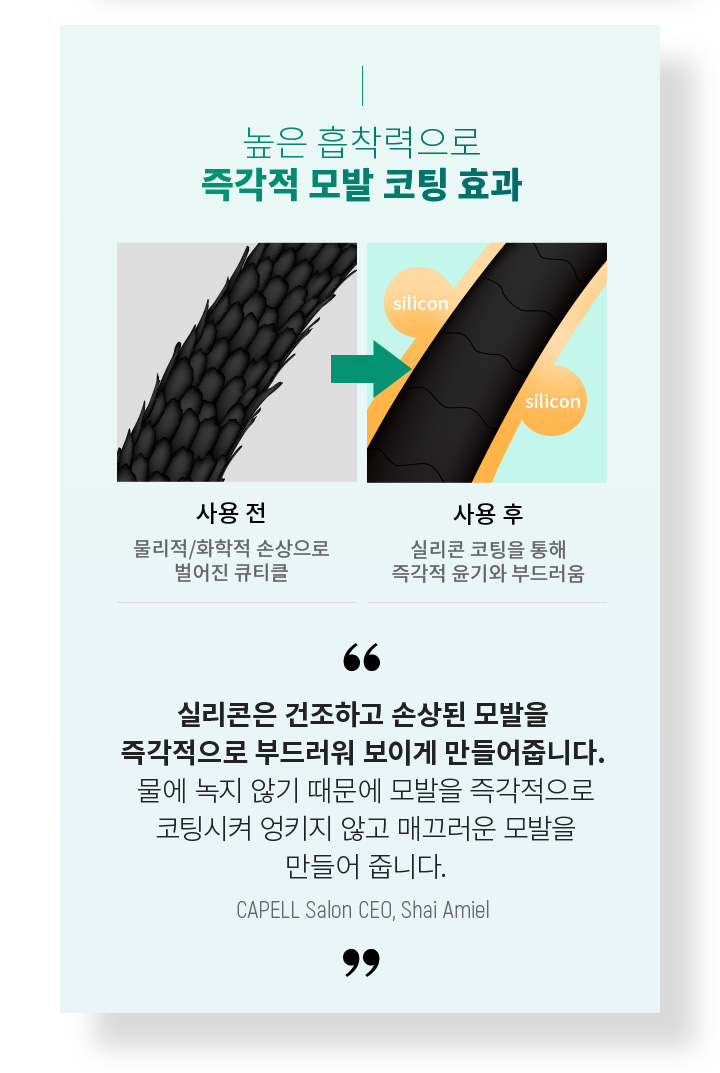 높은 흡착력으로
즉각적 모발 코팅 효과
silicon
silicon
사용 전
물리적/화학적 손상으로
벌어진 큐티클
사용 후
실리콘 코팅을 통해
즉각적 윤기와 부드러움
“
실리콘은 건조하고 손상된 모발을
즉각적으로 부드러워 보이게 만들어줍니다.
물에 녹지 않기 때문에 모발을 즉각적으로
코팅시켜 엉키지 않고 매끄러운 모발을
만들어 줍니다.
CAPELL Salon CEO, Shai Amiel
”